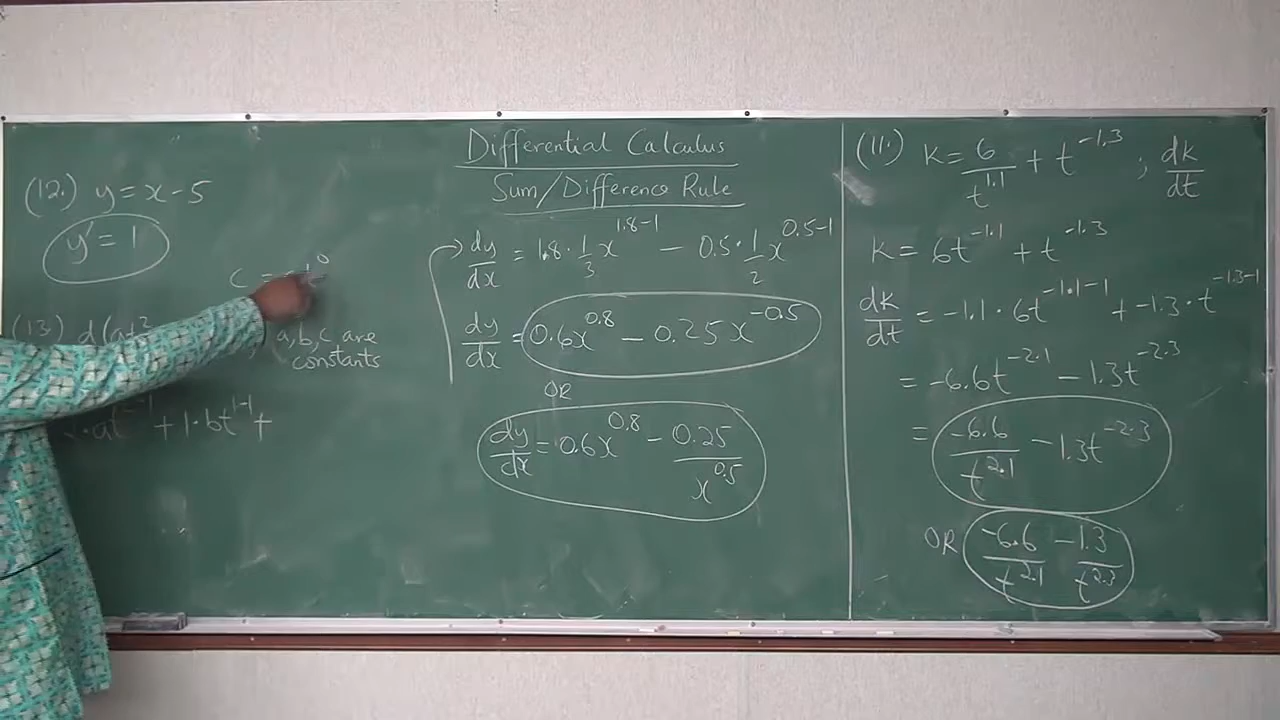 Differential Calculus
Sum/Difference Rule
(12.) y = x - 5
y' = 1
c =
t⁰
(13) d(at²
a, b, c are
constants
+ 1·bt¹⁻¹ +
dy/dx = 1.8 · 1/3 x^1.8-1 - 0.5 · 1/2 x^0.5-1
dy/dx = 0.6x^0.8 - 0.25x^-0.5
OR
dy/dx = 0.6x^0.8 - 0.25/x^0.5
(11.) K = 6/t^1.1 + t^-1.3 ; dk/dt
K = 6t^-1.1 + t^-1.3
dk/dt = -1.1 · 6t^-1.1-1 + -1.3 · t^-1.3-1
= -6.6t^-2.1 - 1.3t^-2.3
= -6.6/t^2.1 - 1.3t^-2.3
OR -6.6/t^2.1 - 1.3/t^2.3